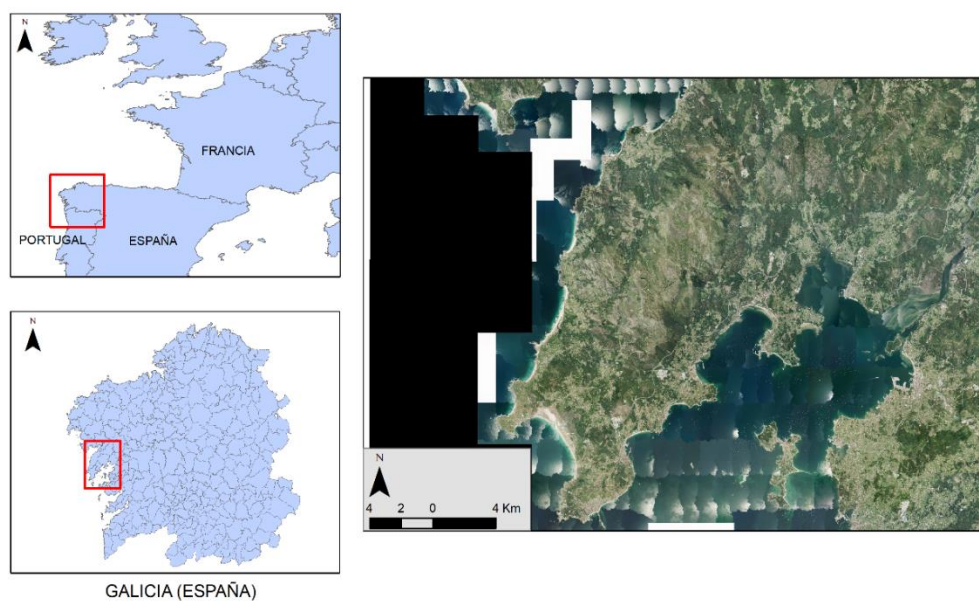 N
FRANCIA
PORTUGAL
ESPAÑA
N
GALICIA (ESPAÑA)
N
4 2 0 4 Km